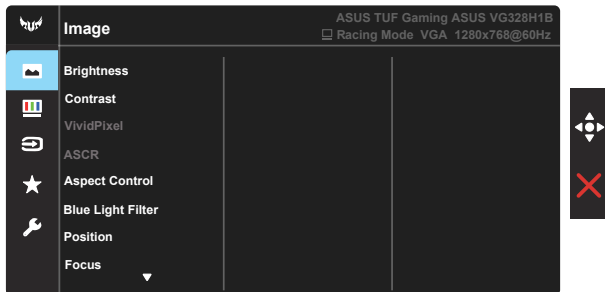 Image
ASUS TUF Gaming ASUS VG328H1B
Racing Mode VGA 1280x768@60Hz
Brightness
Contrast
VividPixel
ASCR
Aspect Control
Blue Light Filter
Position
Focus